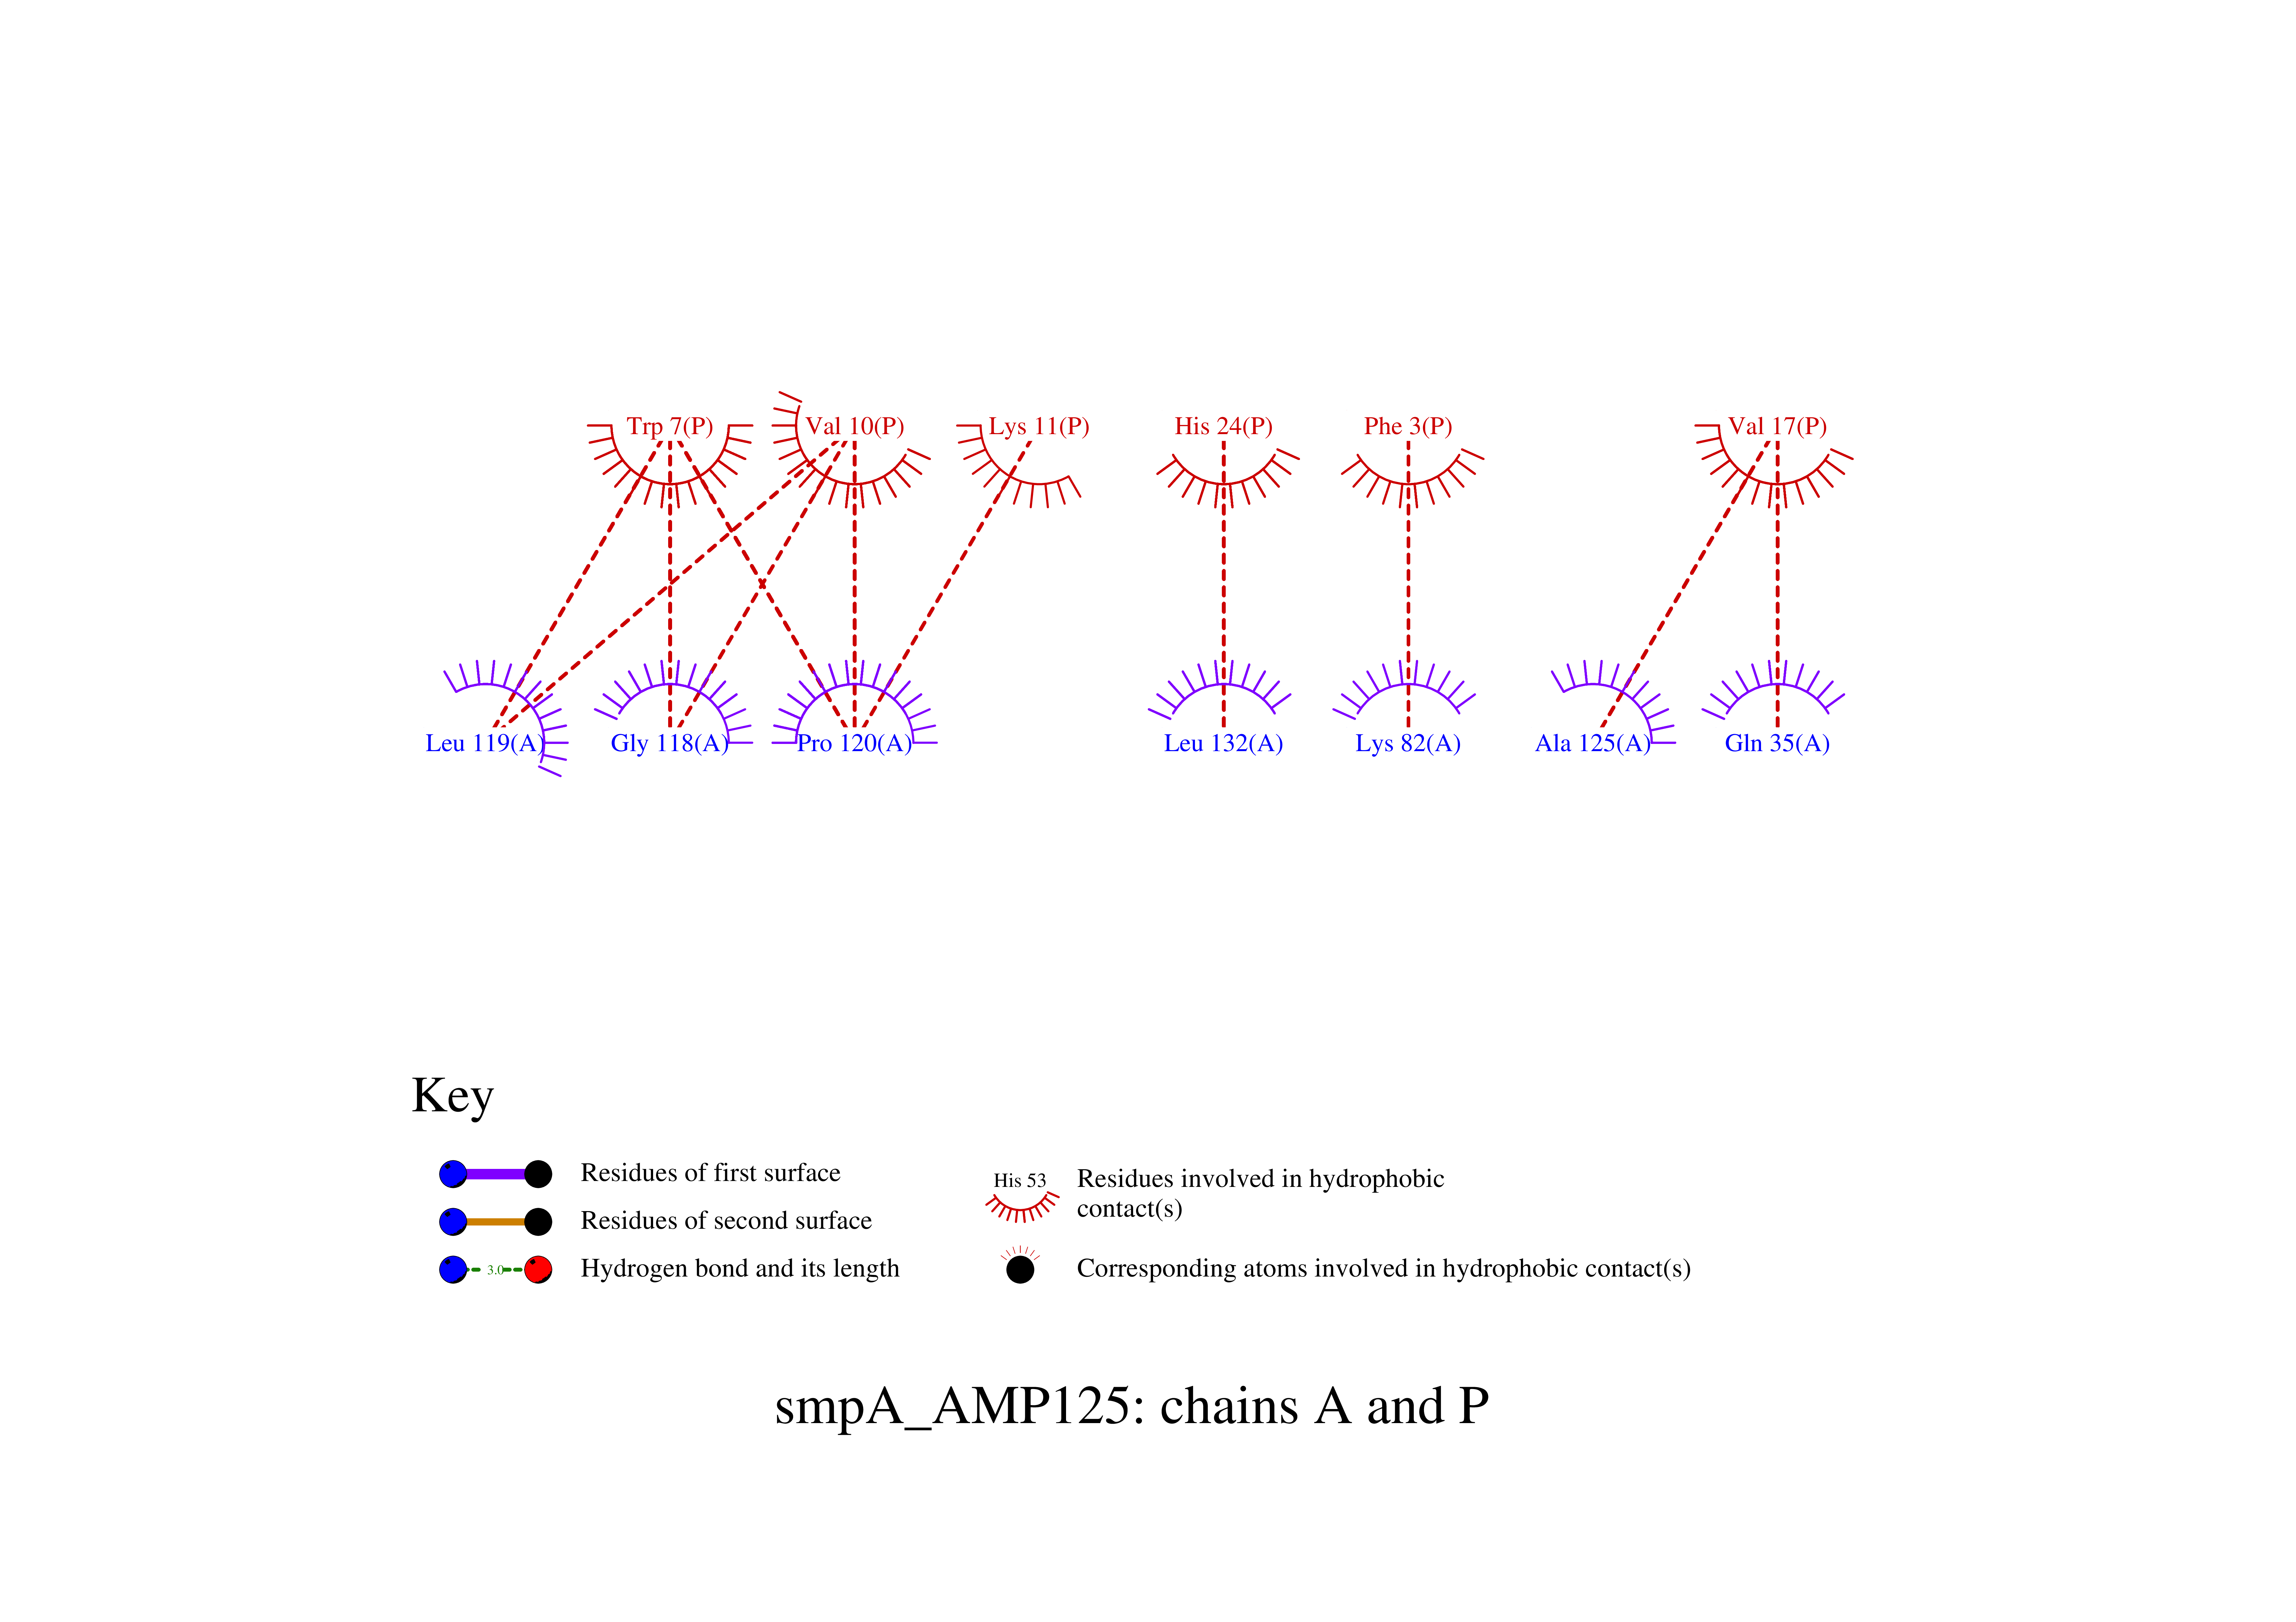 Trp 7(P) Val 10(P) Lys 11(P) His 24(P) Phe 3(P) Val 17(P)
Leu 119(A) Gly 118(A) Pro 120(A) Leu 132(A) Lys 82(A) Ala 125(A) Gln 35(A)
Key
Residues of first surface
Residues of second surface
3.0 Hydrogen bond and its length
His 53 Residues involved in hydrophobic
contact(s)
Corresponding atoms involved in hydrophobic contact(s)
smpA_AMP125: chains A and P